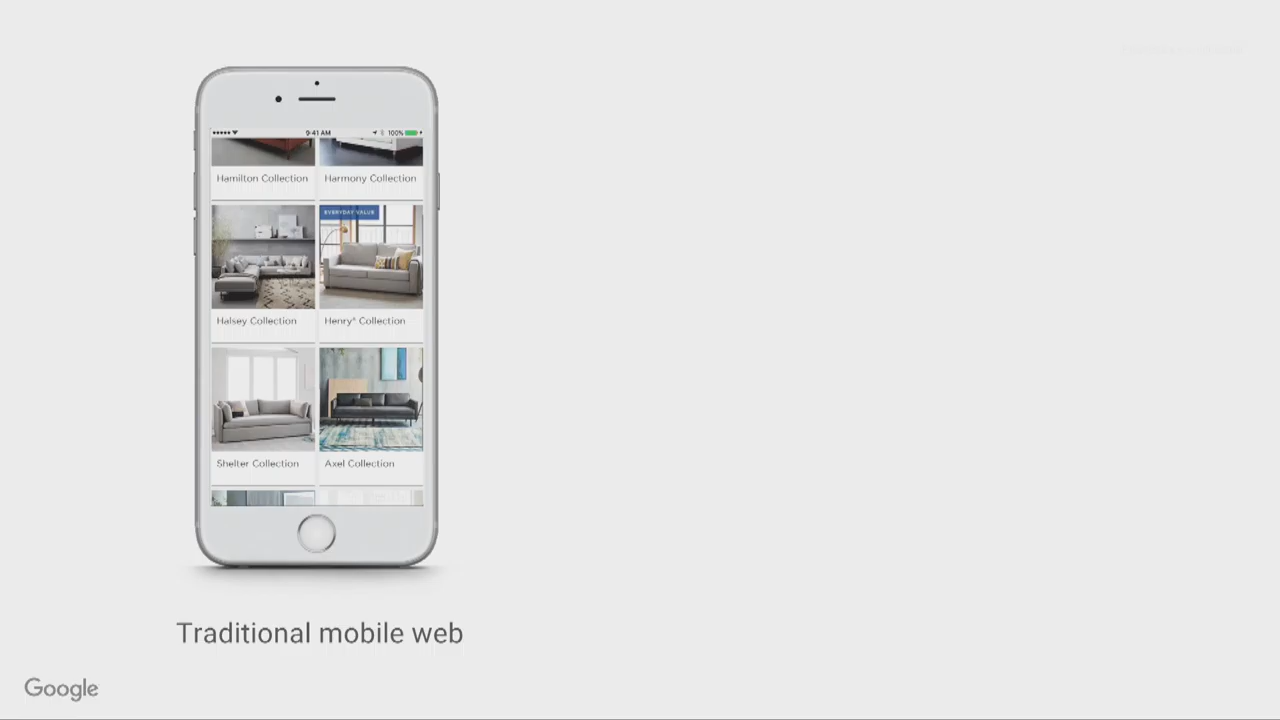 9:41 AM
100%
Hamilton Collection
Harmony Collection
EVERYDAY VALUE
Halsey Collection
Henry® Collection
Shelter Collection
Axel Collection
Traditional mobile web
Google